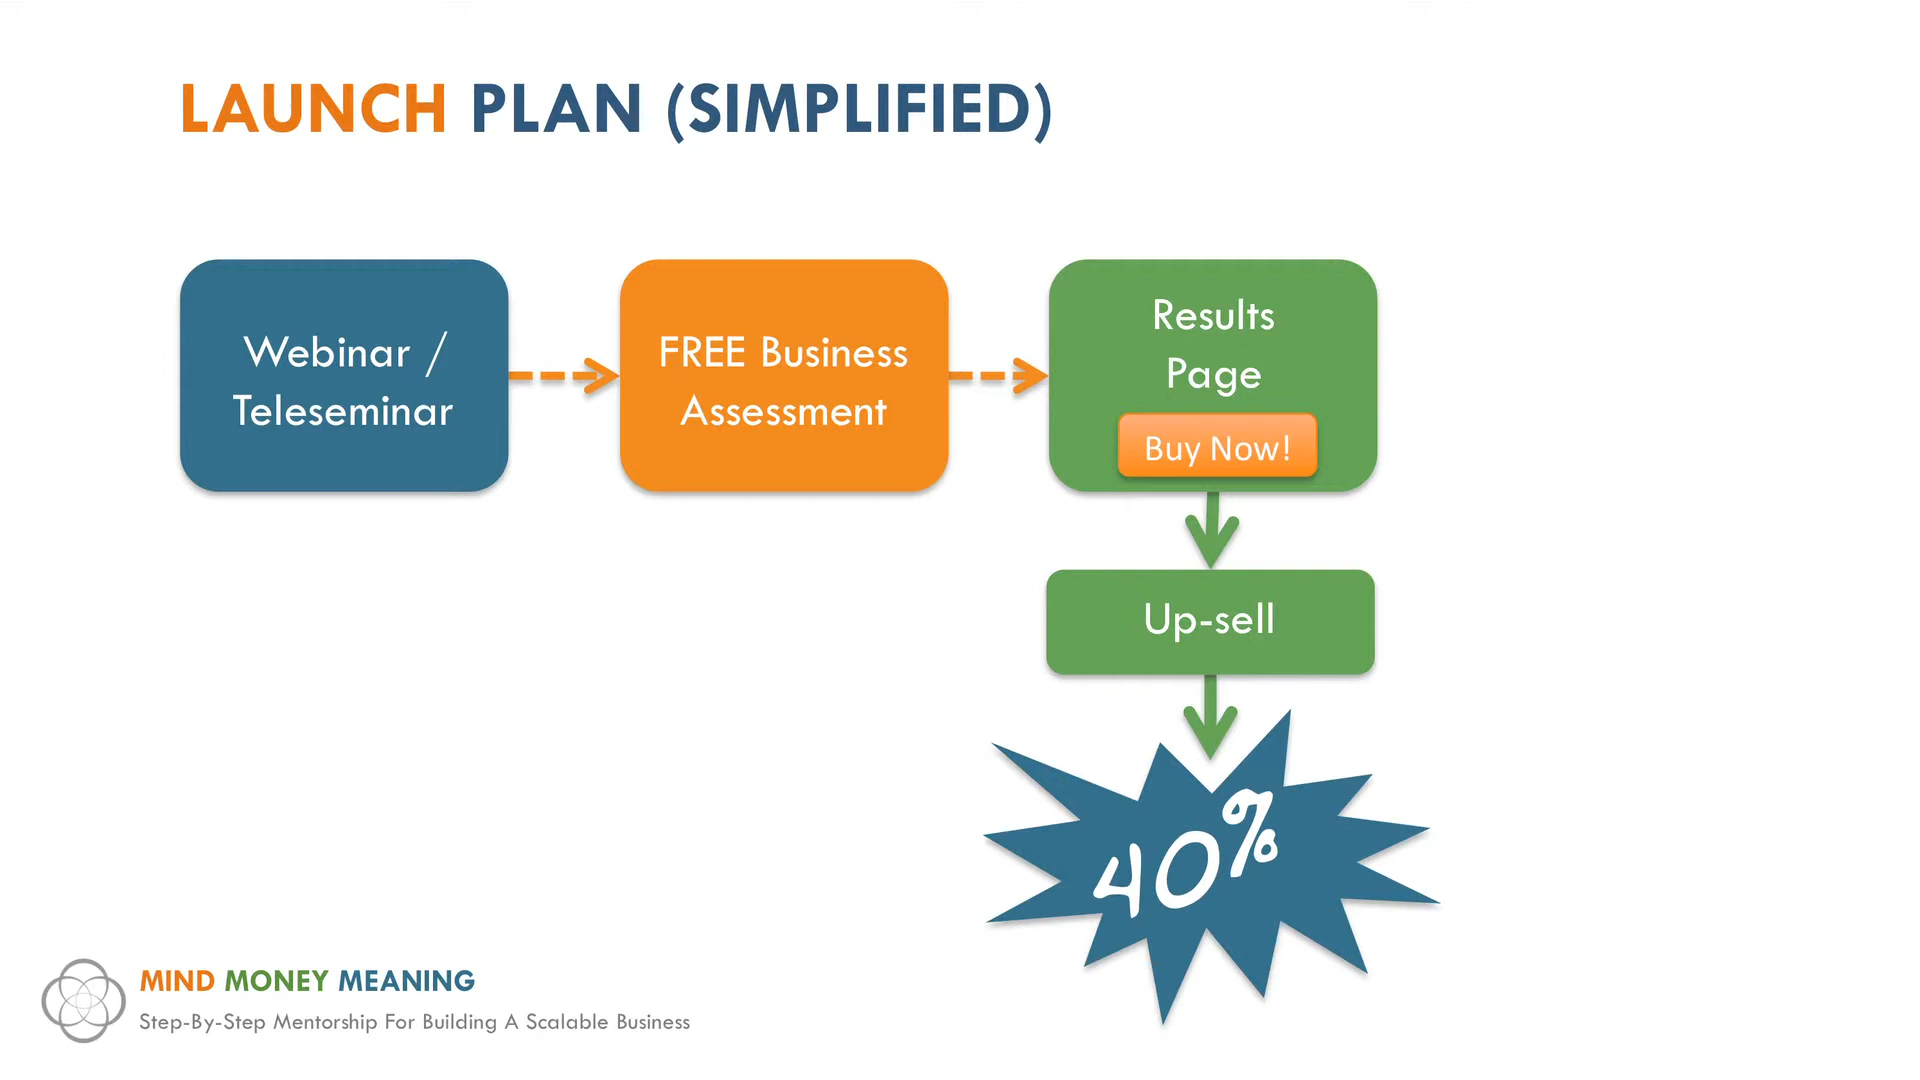 LAUNCH PLAN (SIMPLIFIED)
Webinar /
Teleseminar
FREE Business
Assessment
Results
Page
Buy Now!
Up-sell
40%
MIND MONEY MEANING
Step-By-Step Mentorship For Building A Scalable Business